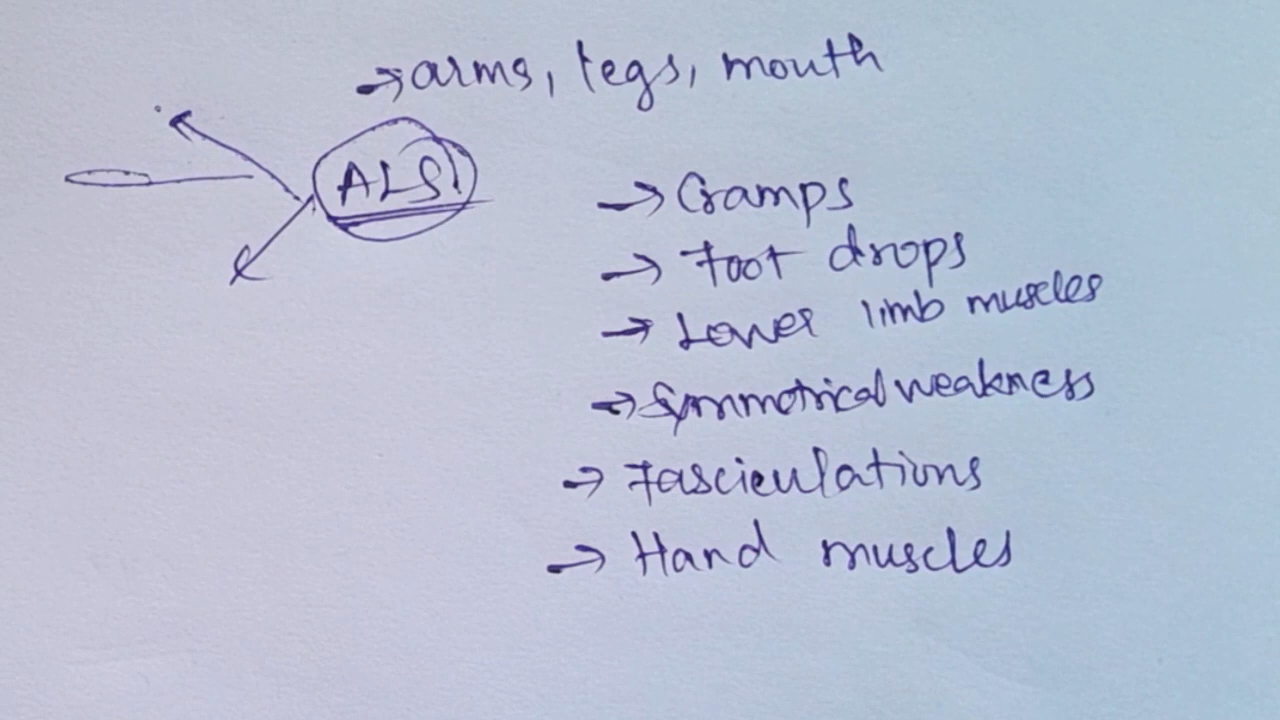 → arms, legs, mouth
ALS
→ Cramps
→ Foot drops
→ Lower limb muscles
→ Symmetrical weakness
→ Fasciculations
→ Hand muscles